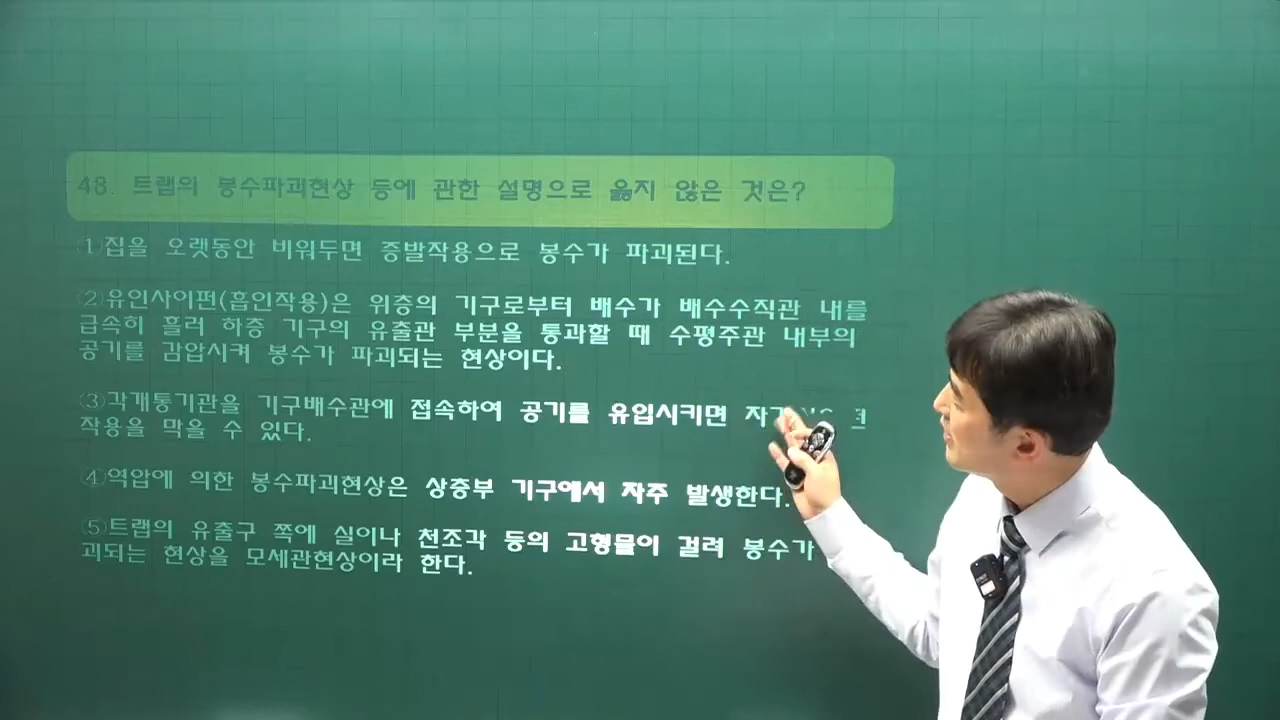 48. 트랩의 봉수파괴현상 등에 관한 설명으로 옳지 않은 것은?
①집을 오랫동안 비워두면 증발작용으로 봉수가 파괴된다.
②유인사이펀(흡인작용)은 위층의 기구로부터 배수가 배수수직관 내를
급속히 흘러 하층 기구의 유출관 부분을 통과할 때 수평주관 내부의
공기를 감압시켜 봉수가 파괴되는 현상이다.
③각개통기관을 기구배수관에 접속하여 공기를 유입시키면
작용을 막을 수 있다.
④역압에 의한 봉수파괴현상은 상층부 기구에서 자주 발생한다.
⑤트랩의 유출구 쪽에 실이나 천조각 등의 고형물이 걸려 봉수가
괴되는 현상을 모세관현상이라 한다.